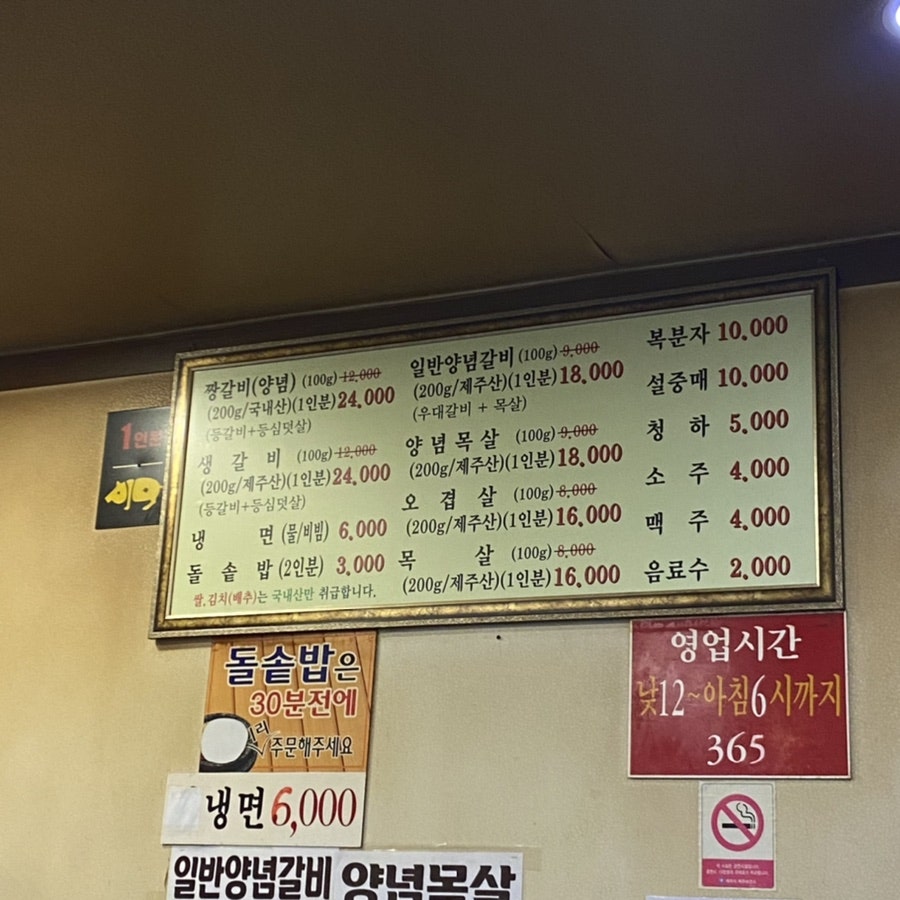 짱갈비(양념) (100g) 12,000
(200g/국내산)(1인분) 24,000
(등갈비+등심덧살)
생갈비 (100g) 12,000
(200g/제주산)(1인분) 24,000
(등갈비+등심덧살)
냉면 (물/비빔) 6,000
돌솥밥 (2인분) 3,000
쌀,김치(배추)는 국내산만 취급합니다.
일반양념갈비 (100g) 9,000
(200g/제주산)(1인분) 18,000
(우대갈비 + 목살)
양념목살 (100g) 9,000
(200g/제주산)(1인분) 18,000
오겹살 (100g) 8,000
(200g/제주산)(1인분) 16,000
목살 (100g) 8,000
(200g/제주산)(1인분) 16,000
복분자 10,000
설중매 10,000
청하 5,000
소주 4,000
맥주 4,000
음료수 2,000
1인분
돌솥밥은
30분전에
주문해주세요
냉면 6,000
일반양념갈비 양념목살
영업시간
낮12~아침6시까지
365